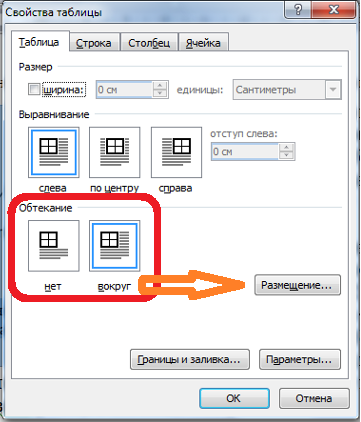 Свойства таблицы
Таблица Строка Столбец Ячейка
Размер
ширина: 0 см единицы: Сантиметры
Выравнивание
отступ слева:
0 см
слева по центру справа
Обтекание
нет вокруг
Размещение...
Границы и заливка... Параметры...
ОК Отмена